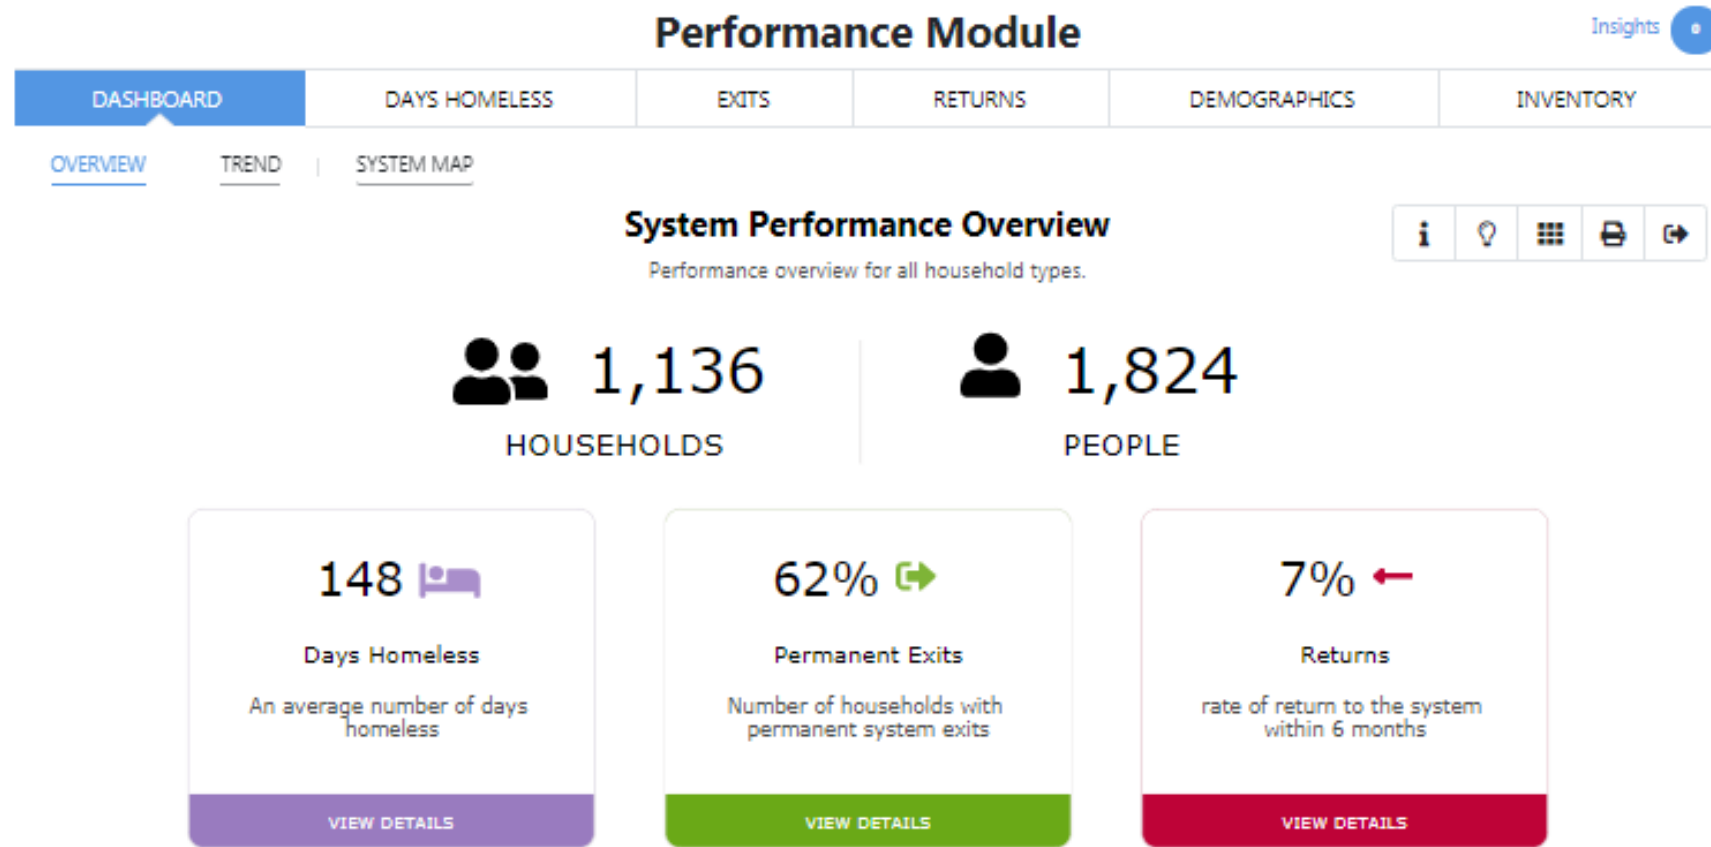 Performance Module
Insights 0
DASHBOARD DAYS HOMELESS EXITS RETURNS DEMOGRAPHICS INVENTORY
OVERVIEW TREND | SYSTEM MAP
System Performance Overview
Performance overview for all household types.
1,136 1,824
HOUSEHOLDS PEOPLE
148
Days Homeless
An average number of days
homeless
VIEW DETAILS
62%
Permanent Exits
Number of households with
permanent system exits
VIEW DETAILS
7%
Returns
rate of return to the system
within 6 months
VIEW DETAILS